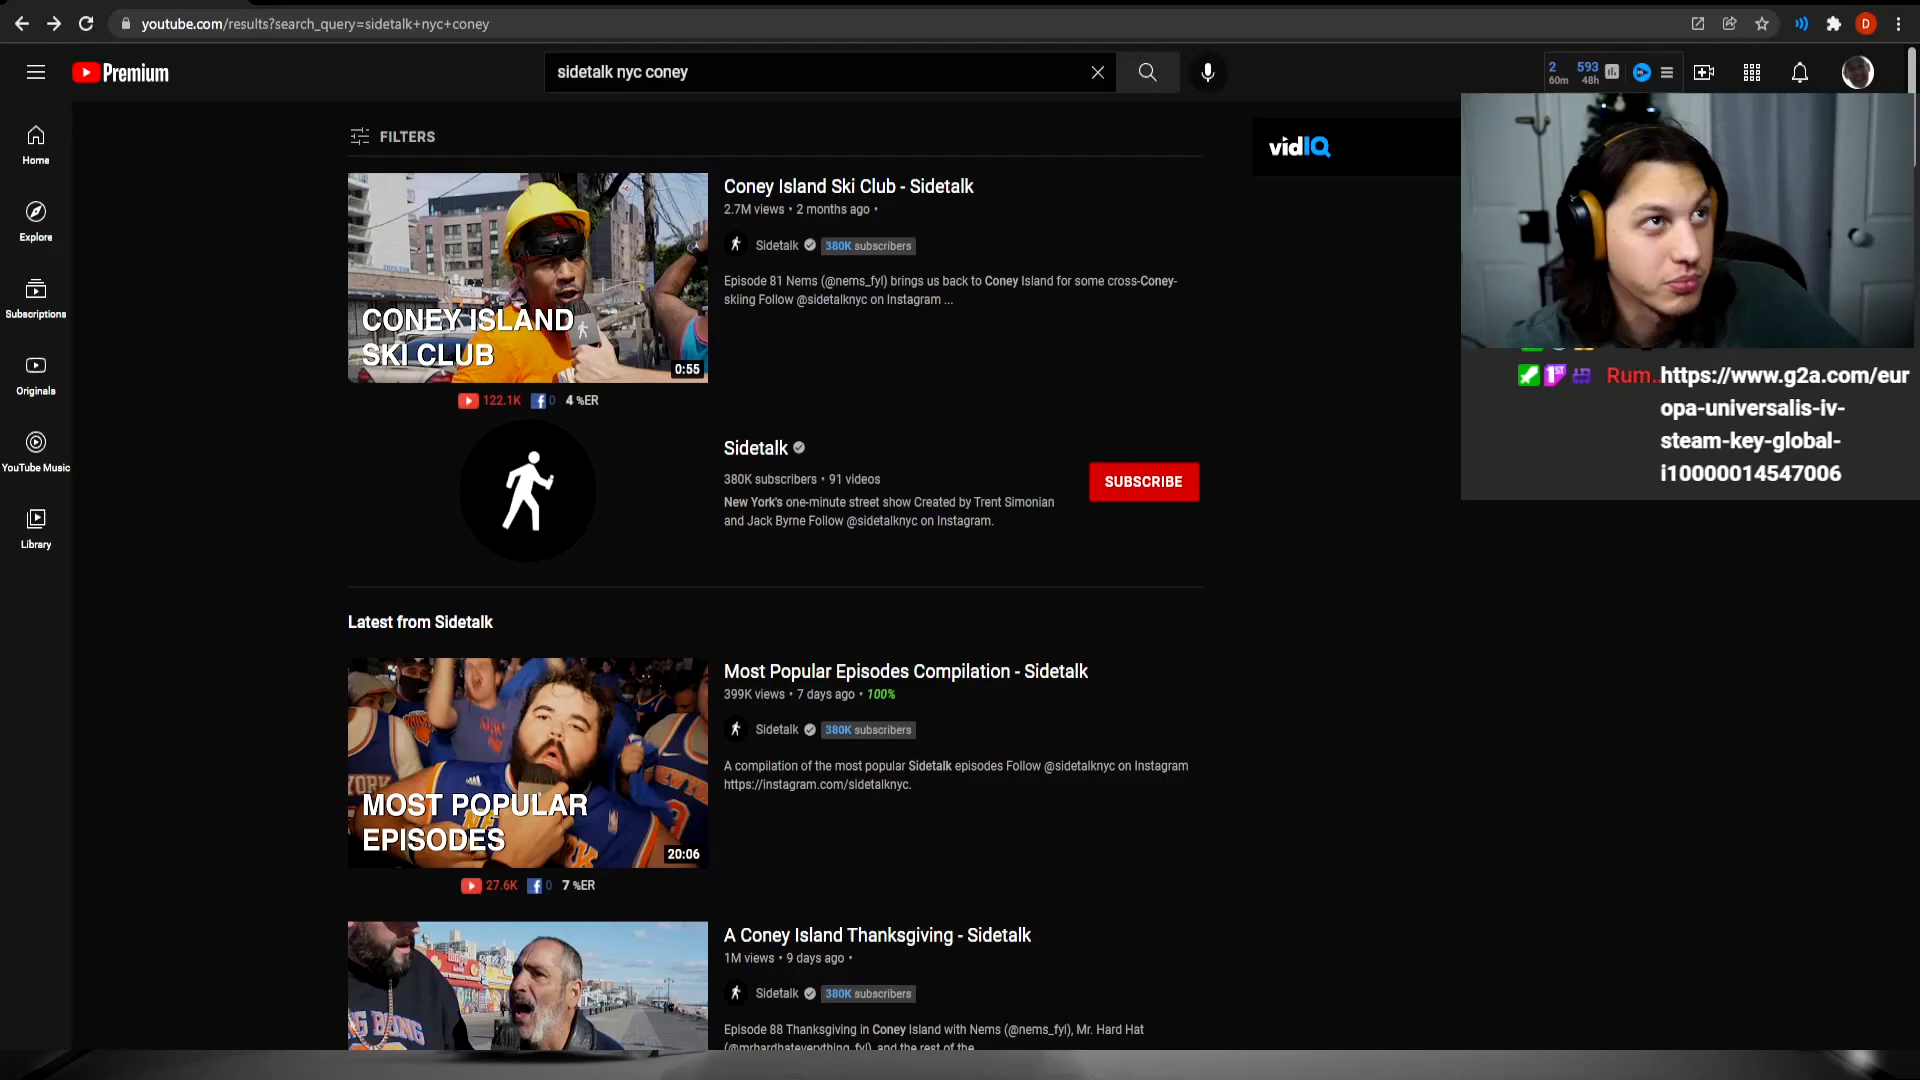 youtube.com/results?search_query=sidetalk+nyc+coney
D
Premium
sidetalk nyc coney
2
60m
593
48h
Home
Explore
Subscriptions
Originals
YouTube Music
Library
FILTERS
CONEY ISLAND
SKI CLUB
0:55
122.1K 0 4 %ER
Coney Island Ski Club - Sidetalk
2.7M views • 2 months ago •
Sidetalk 380K subscribers
Episode 81 Nems (@nems_fyl) brings us back to Coney Island for some cross-Coney-
skiing Follow @sidetalknyc on Instagram ...
vidIQ
1ST
Rum..https://www.g2a.com/eur
opa-universalis-iv-
steam-key-global-
i10000014547006
Sidetalk
380K subscribers • 91 videos
New York's one-minute street show Created by Trent Simonian
and Jack Byrne Follow @sidetalknyc on Instagram.
SUBSCRIBE
Latest from Sidetalk
MOST POPULAR
EPISODES
20:06
27.6K 0 7 %ER
Most Popular Episodes Compilation - Sidetalk
399K views • 7 days ago • 100%
Sidetalk 380K subscribers
A compilation of the most popular Sidetalk episodes Follow @sidetalknyc on Instagram
https://instagram.com/sidetalknyc.
A Coney Island Thanksgiving - Sidetalk
1M views • 9 days ago •
Sidetalk 380K subscribers
Episode 88 Thanksgiving in Coney Island with Nems (@nems_fyl), Mr. Hard Hat
(@mrhardhateverything_fyl), and the rest of the